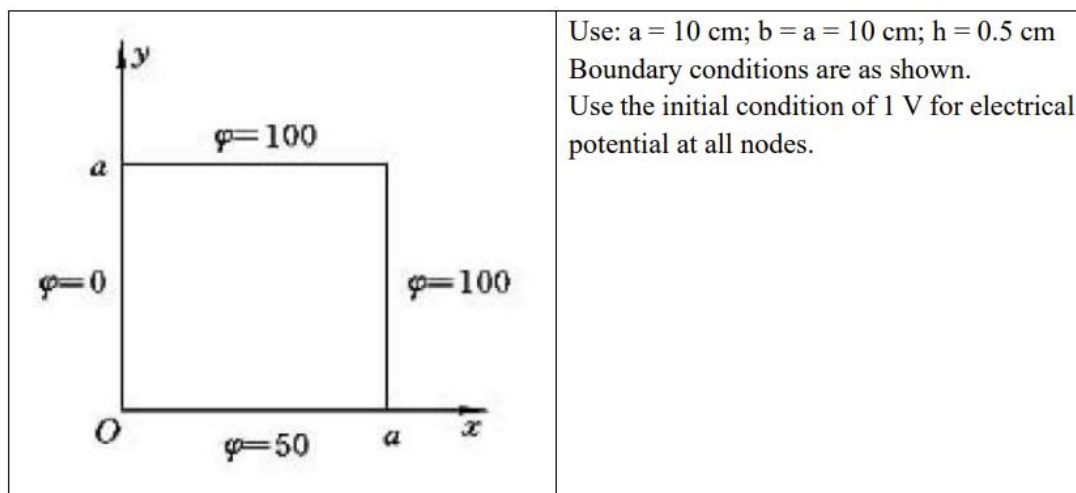 y
φ=100
a
φ=0
φ=100
O
φ=50
a
x
Use: a = 10 cm; b = a = 10 cm; h = 0.5 cm
Boundary conditions are as shown.
Use the initial condition of 1 V for electrical
potential at all nodes.